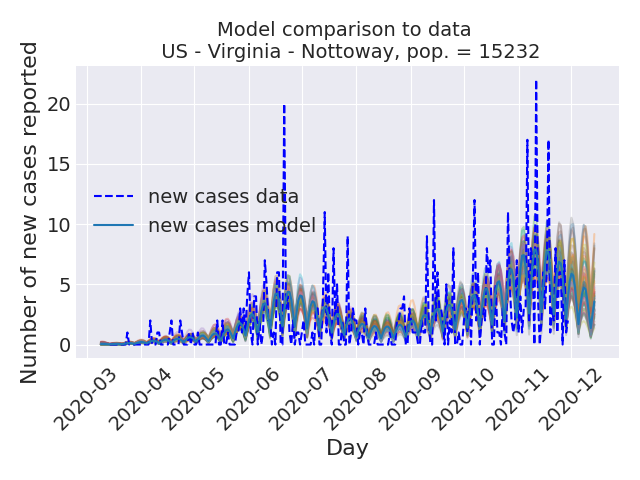 Model comparison to data
US - Virginia - Nottoway, pop. = 15232
Number of new cases reported
20
15
10
5
0
new cases data
new cases model
2020-03
2020-04
2020-05
2020-06
2020-07
2020-08
2020-09
2020-10
2020-11
2020-12
Day